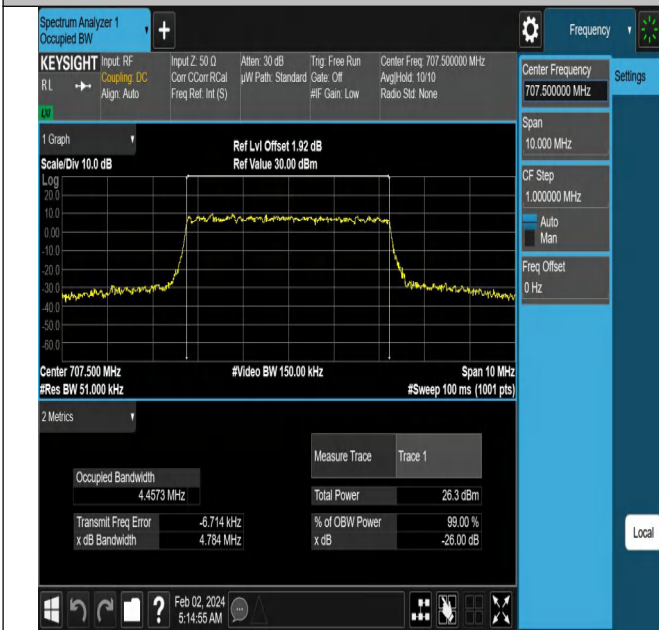 Spectrum Analyzer 1
Occupied BW
Frequency
KEYSIGHT
R L
Input: RF
Coupling: DC
Align: Auto
Input Z: 50 Ω
Corr CCorr RCal
Freq Ref: Int (S)
Atten: 30 dB
µW Path: Standard
Trig: Free Run
Gate: Off
#IF Gain: Low
Center Freq: 707.500000 MHz
Avg|Hold: 10/10
Radio Std: None
Center Frequency
707.500000 MHz
Settings
Span
10.000 MHz
CF Step
1.000000 MHz
Auto
Man
Freq Offset
0 Hz
Local
1 Graph
Scale/Div 10.0 dB
Ref Lvl Offset 1.92 dB
Ref Value 30.00 dBm
Log
20.0
10.0
0.00
-10.0
-20.0
-30.0
-40.0
-50.0
-60.0
Center 707.500 MHz
#Video BW 150.00 kHz
Span 10 MHz
#Res BW 51.000 kHz
#Sweep 100 ms (1001 pts)
2 Metrics
Measure Trace
Trace 1
Occupied Bandwidth
4.4573 MHz
Total Power
26.3 dBm
Transmit Freq Error
-6.714 kHz
% of OBW Power
99.00 %
x dB Bandwidth
4.784 MHz
x dB
-26.00 dB
?
Feb 02, 2024
5:14:55 AM